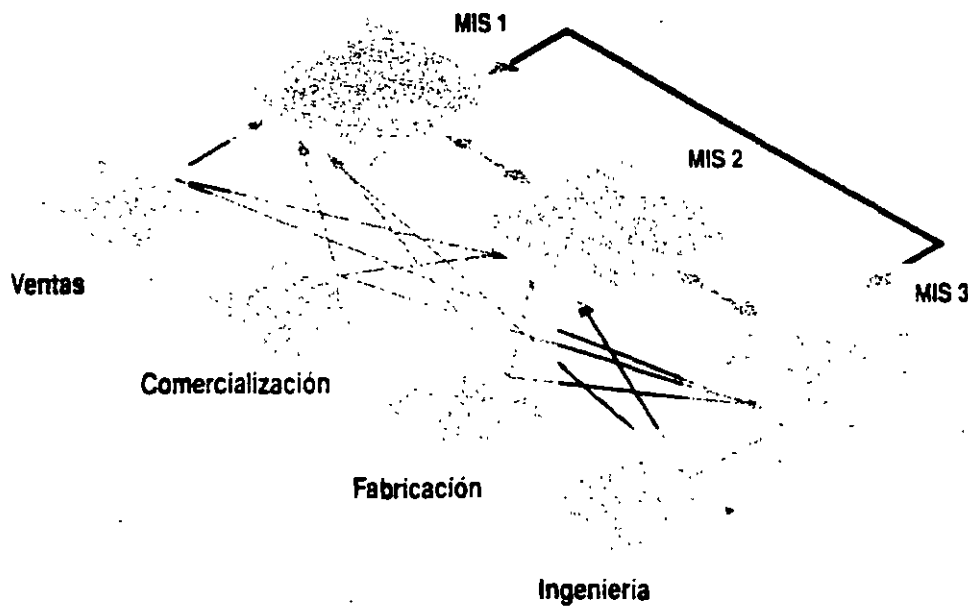 MIS 1
MIS 2
MIS 3
Ventas
Comercialización
Fabricación
Ingeniería